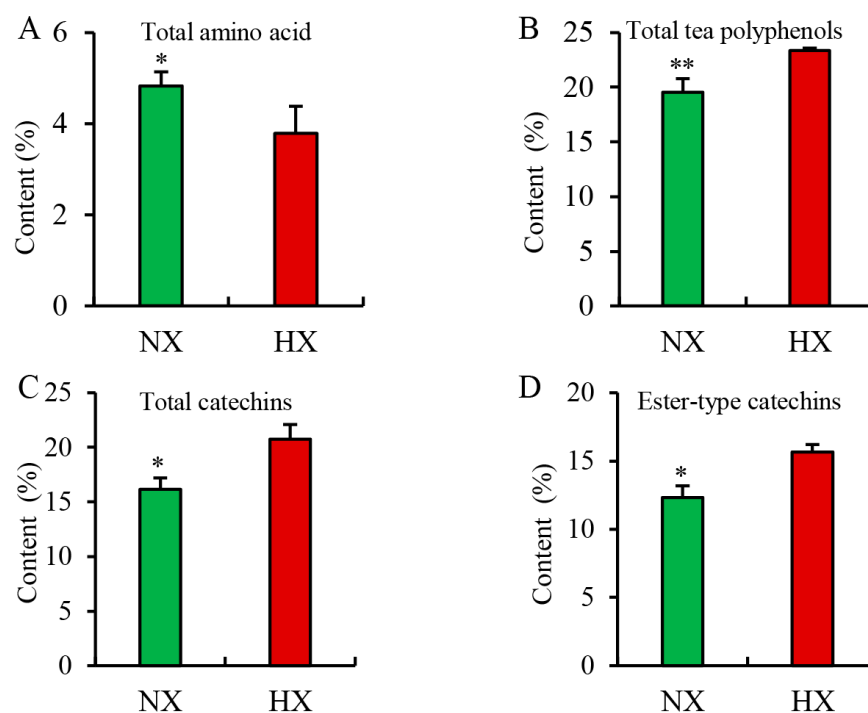 A
Total amino acid
Content (%)
6
4
2
0
*
NX
HX
B
Total tea polyphenols
Content (%)
25
20
15
10
5
0
**
NX
HX
C
Total catechins
Content (%)
25
20
15
10
5
0
*
NX
HX
D
Ester-type catechins
Content (%)
20
15
10
5
0
*
NX
HX